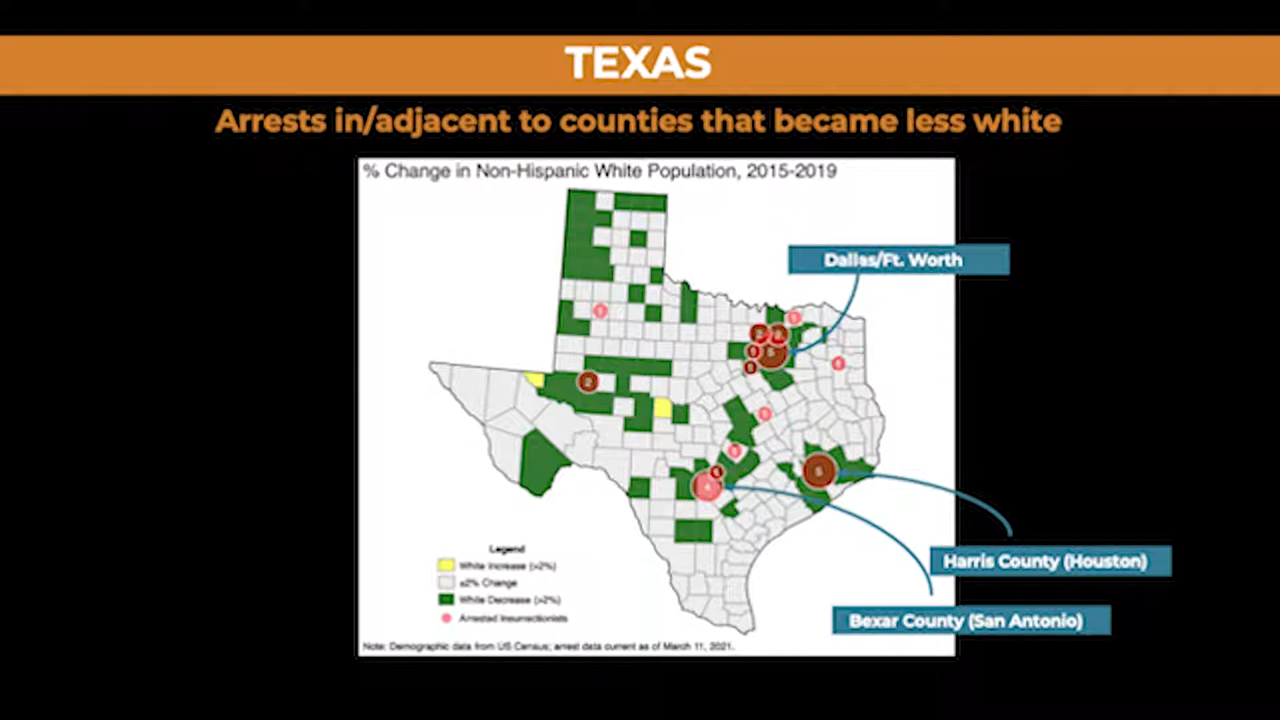 TEXAS
Arrests in/adjacent to counties that became less white
% Change in Non-Hispanic White Population, 2015-2019
Dallas/Ft. Worth
2
5
Harris County (Houston)
Bexar County (San Antonio)
Legend
White Increase (>2%)
±2% Change
White Decrease (>2%)
Arrested Insurrectionists
Note: Demographic data from US Census; arrest data current as of March 11, 2021.